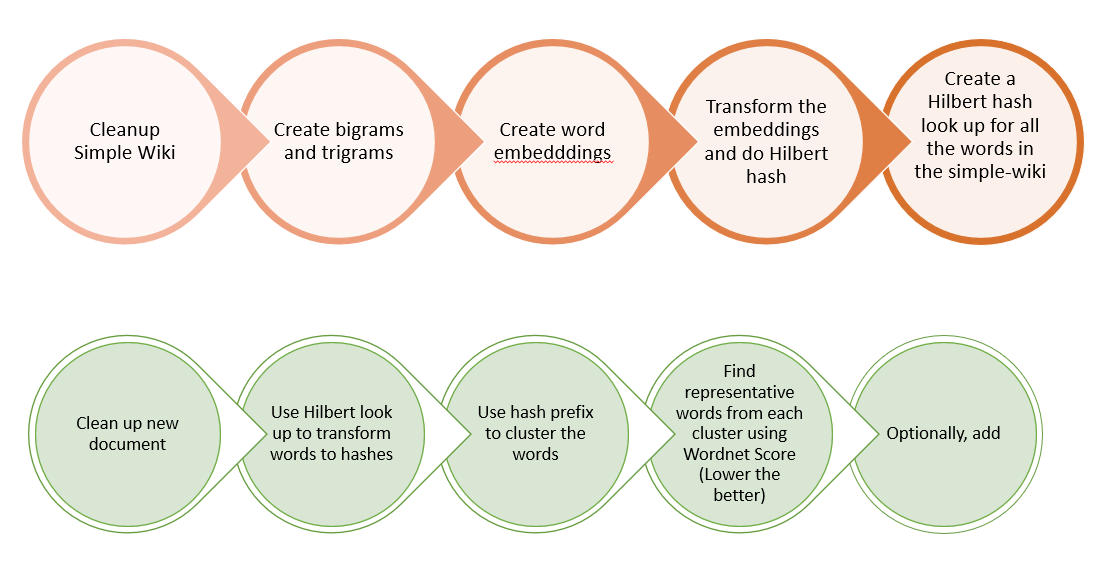 Cleanup
Simple Wiki
Create bigrams
and trigrams
Create word
embedddings
Transform the
embeddings
and do Hilbert
hash
Create a
Hilbert hash
look up for all
the words in
the simple-wiki
Clean up new
document
Use Hilbert look
up to transform
words to hashes
Use hash prefix
to cluster the
words
Find
representative
words from each
cluster using
Wordnet Score
(Lower the
better)
Optionally, add